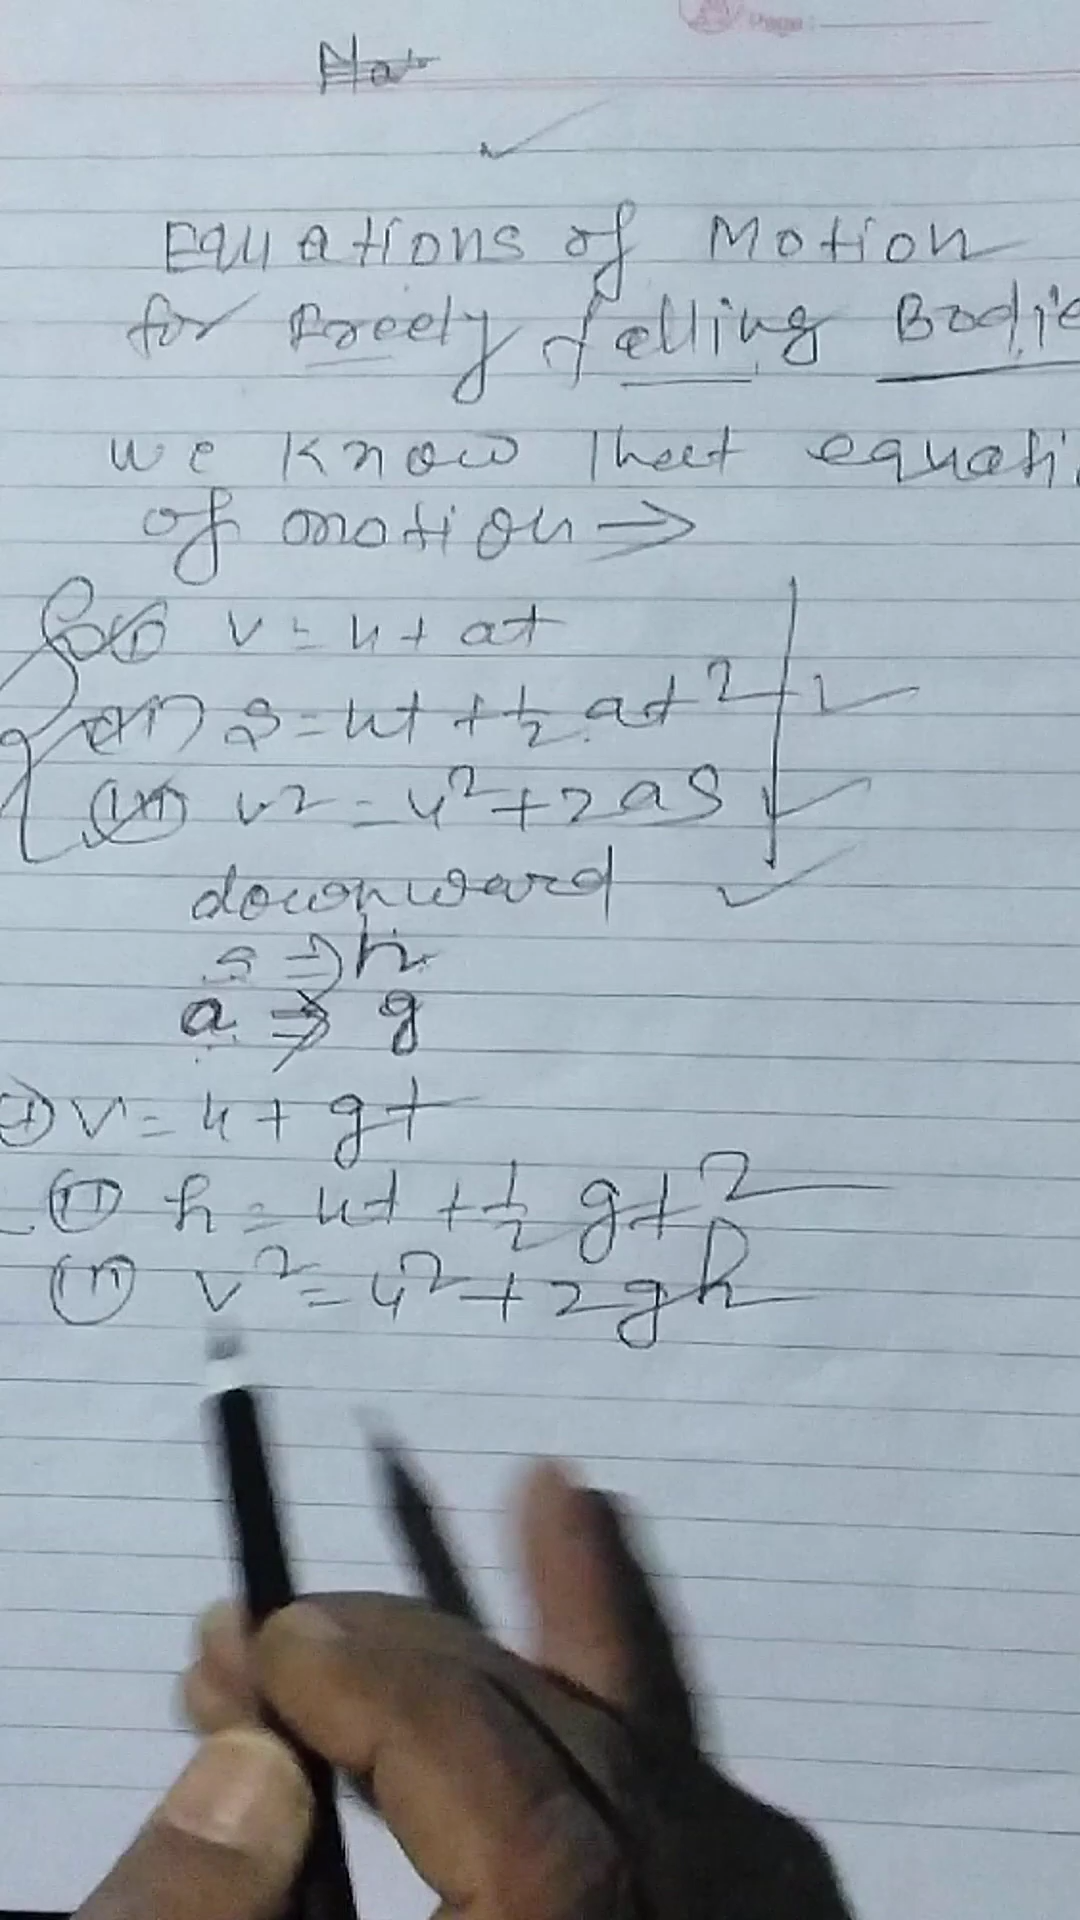 Page:
Equations of Motion
for Freely falling Bodie
we know that equati
of motion →
(I) v = u + at
(II) S = ut + 1/2 at²
(III) v2 = u² + 2as
downward
s ⇒ h
a ⇒ g
(I) v = u + gt
(II) h = ut + 1/2 gt²
(III) v² = u² + 2gh